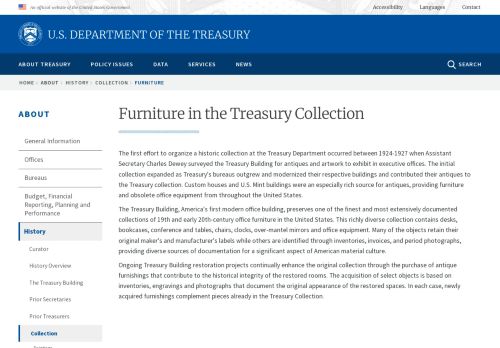 An official website of the United States Government
Accessibility Languages Contact
U.S. DEPARTMENT OF THE TREASURY
ABOUT TREASURY POLICY ISSUES DATA SERVICES NEWS SEARCH
HOME ABOUT HISTORY COLLECTION FURNITURE
ABOUT
General Information
Offices
Bureaus
Budget, Financial
Reporting, Planning and
Performance
History
Curator
History Overview
The Treasury Building
Prior Secretaries
Prior Treasurers
Collection
Furniture in the Treasury Collection
The first effort to organize a historic collection at the Treasury Department occurred between 1924-1927 when Assistant
Secretary Charles Dewey surveyed the Treasury Building for antiques and artwork to exhibit in executive offices. The initial
collection expanded as Treasury's bureaus outgrew and modernized their respective buildings and contributed their antiques to
the Treasury collection. Custom houses and U.S. Mint buildings were an especially rich source for antiques, providing furniture
and obsolete office equipment from throughout the United States.
The Treasury Building, America's first modern office building, preserves one of the finest and most extensively documented
collections of 19th and early 20th-century office furniture in the United States. This richly diverse collection contains desks,
bookcases, conference and tables, chairs, clocks, over-mantel mirrors and office equipment. Many of the objects retain their
original maker's and manufacturer's labels while others are identified through inventories, invoices, and period photographs,
providing diverse sources of documentation for a significant aspect of American material culture.
Ongoing Treasury Building restoration projects continually enhance the original collection through the purchase of antique
furnishings that contribute to the historical integrity of the restored rooms. The acquisition of select objects is based on
inventories, engravings and photographs that document the original appearance of the restored spaces. In each case, newly
acquired furnishings complement pieces already in the Treasury Collection.